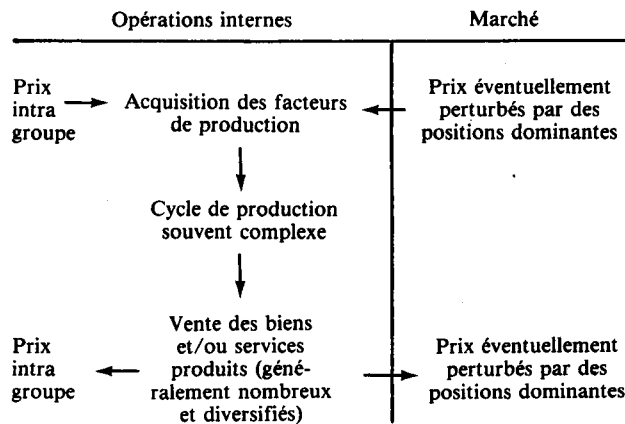 Opérations internes
Marché
Prix
intra
groupe
Acquisition des facteurs
de production
Prix éventuellement
perturbés par des
positions dominantes
Cycle de production
souvent complexe
Prix
intra
groupe
Vente des biens
et/ou services
produits (géné-
ralement nombreux
et diversifiés)
Prix éventuellement
perturbés par des
positions dominantes